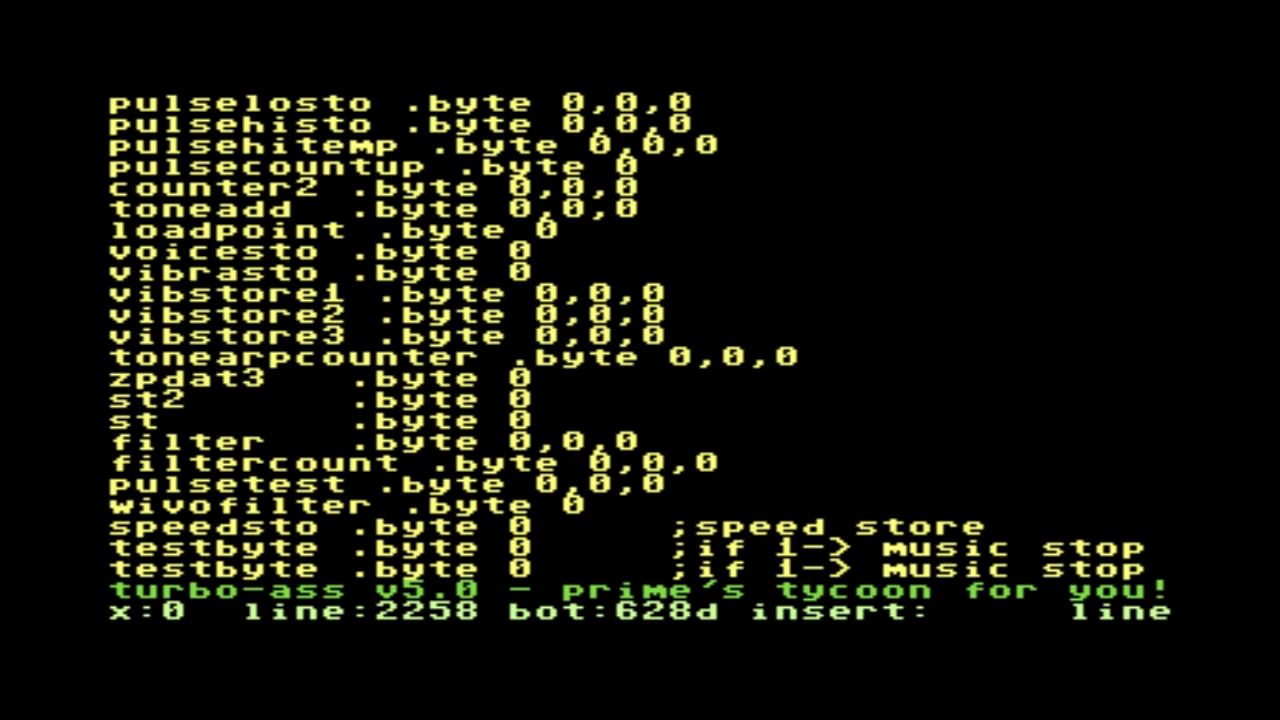 pulselosto .byte 0,0,0
pulsehisto .byte 0,0,0
pulsehitemp .byte 0,0,0
pulsecountup .byte 0
counter2 .byte 0,0,0
toneadd  .byte 0,0,0
loadpoint .byte 0
voicesto .byte 0
vibrasto .byte 0
vibstore1 .byte 0,0,0
vibstore2 .byte 0,0,0
vibstore3 .byte 0,0,0
tonearpcounter .byte 0,0,0
zpdat3   .byte 0
st2      .byte 0
st       .byte 0
filter   .byte 0,0,0
filtercount .byte 0,0,0
pulsetest .byte 0,0,0
wivofilter .byte 0
speedsto .byte 0     ;speed store
testbyte .byte 0     ;if 1-> music stop
testbyte .byte 0     ;if 1-> music stop
turbo-ass v5.0 - prime's tycoon for you!
x:0  line:2258 bot:628d insert:     line